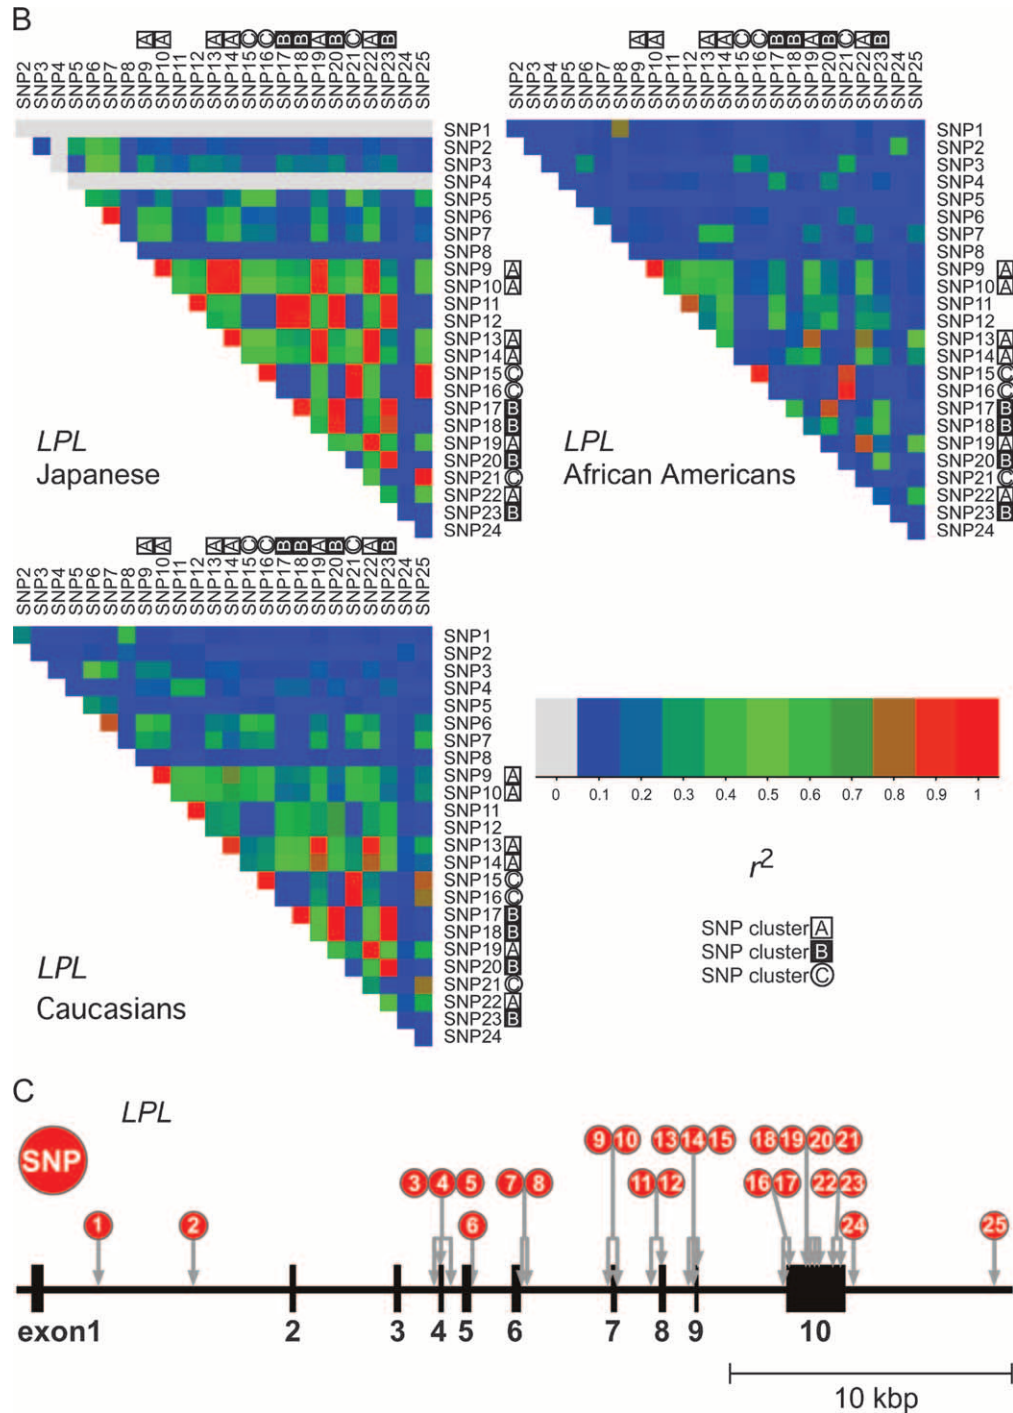 B
A A A A C C B B A B C A B
SNP2 SNP3 SNP4 SNP5 SNP6 SNP7 SNP8 SNP9 SNP10 SNP11 SNP12 SNP13 SNP14 SNP15 SNP16 SNP17 SNP18 SNP19 SNP20 SNP21 SNP22 SNP23 SNP24 SNP25
SNP1
SNP2
SNP3
SNP4
SNP5
SNP6
SNP7
SNP8
SNP9 A
SNP10 A
SNP11
SNP12
SNP13 A
SNP14 A
SNP15 C
SNP16 C
SNP17 B
SNP18 B
SNP19 A
SNP20 B
SNP21 C
SNP22 A
SNP23 B
SNP24
LPL
Japanese
A A A A C C B B A B C A B
SNP2 SNP3 SNP4 SNP5 SNP6 SNP7 SNP8 SNP9 SNP10 SNP11 SNP12 SNP13 SNP14 SNP15 SNP16 SNP17 SNP18 SNP19 SNP20 SNP21 SNP22 SNP23 SNP24 SNP25
SNP1
SNP2
SNP3
SNP4
SNP5
SNP6
SNP7
SNP8
SNP9 A
SNP10 A
SNP11
SNP12
SNP13 A
SNP14 A
SNP15 C
SNP16 C
SNP17 B
SNP18 B
SNP19 A
SNP20 B
SNP21 C
SNP22 A
SNP23 B
SNP24
LPL
African Americans
A A A A C C B B A B C A B
SNP2 SNP3 SNP4 SNP5 SNP6 SNP7 SNP8 SNP9 SNP10 SNP11 SNP12 SNP13 SNP14 SNP15 SNP16 SNP17 SNP18 SNP19 SNP20 SNP21 SNP22 SNP23 SNP24 SNP25
SNP1
SNP2
SNP3
SNP4
SNP5
SNP6
SNP7
SNP8
SNP9 A
SNP10 A
SNP11
SNP12
SNP13 A
SNP14 A
SNP15 C
SNP16 C
SNP17 B
SNP18 B
SNP19 A
SNP20 B
SNP21 C
SNP22 A
SNP23 B
SNP24
LPL
Caucasians
0 0.1 0.2 0.3 0.4 0.5 0.6 0.7 0.8 0.9 1
r²
SNP cluster A
SNP cluster B
SNP cluster C
C
LPL
SNP
9 10 13 14 15 18 19 20 21
3 4 5 7 8 11 12 16 17 22 23
1 2 6 24 25
exon1 2 3 4 5 6 7 8 9 10
10 kbp